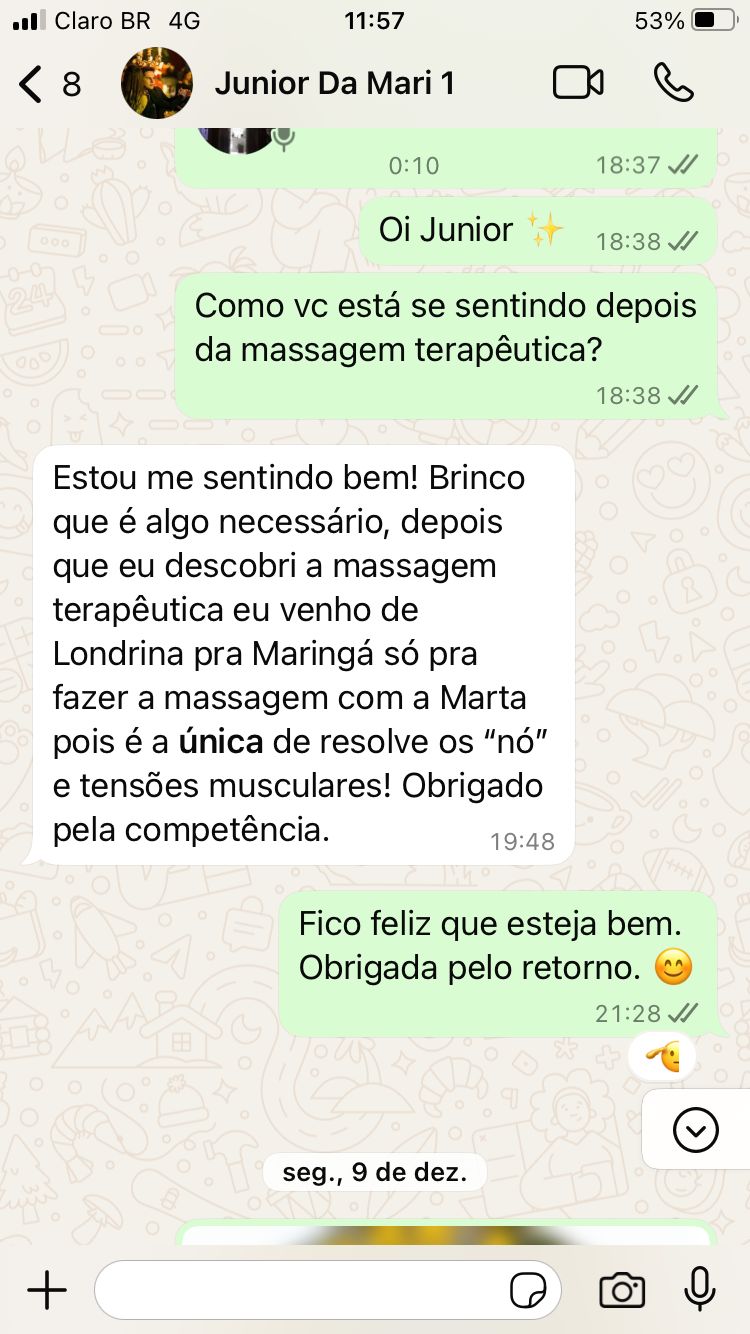 Claro BR 4G 11:57 53%
8 Junior Da Mari 1
0:10 18:37
Oi Junior ✨ 18:38
Como vc está se sentindo depois
da massagem terapêutica?
18:38
Estou me sentindo bem! Brinco
que é algo necessário, depois
que eu descobri a massagem
terapêutica eu venho de
Londrina pra Maringá só pra
fazer a massagem com a Marta
pois é a única de resolve os “nó”
e tensões musculares! Obrigado
pela competência.
19:48
Fico feliz que esteja bem.
Obrigada pelo retorno. 😊
21:28
seg., 9 de dez.